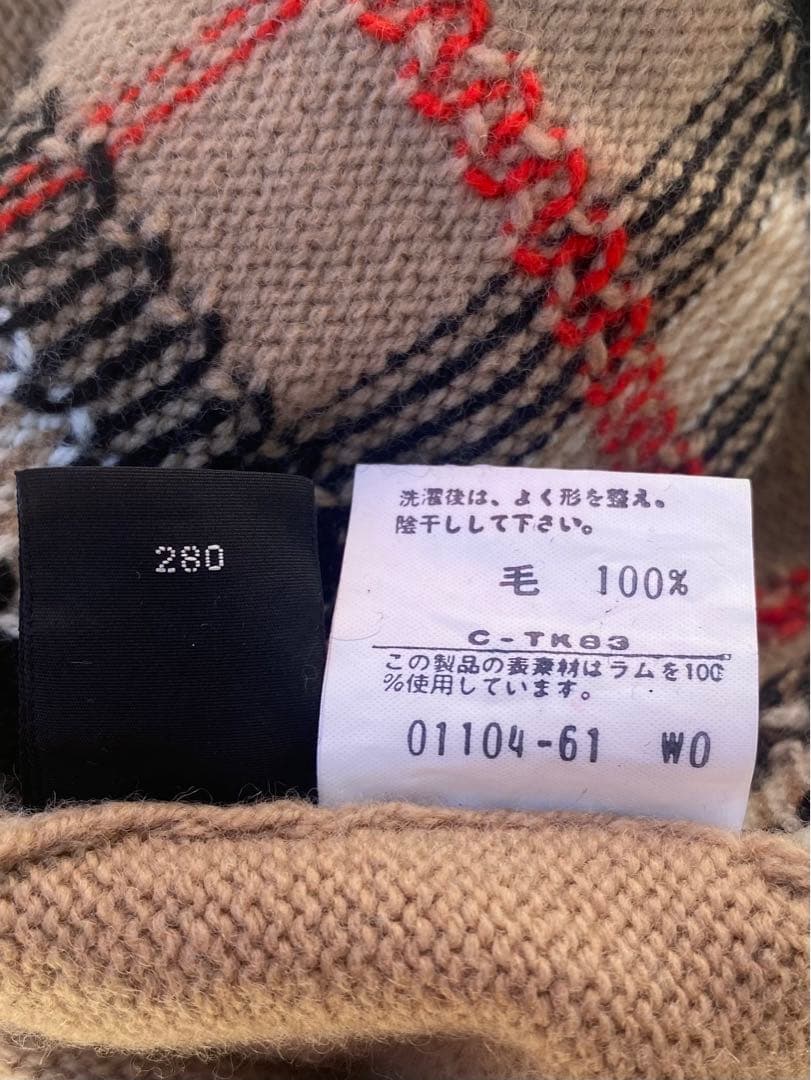 280
洗濯後は、よく形を整え。
陰干しして下さい。
毛 100%
C-TK83
この製品の表素材はラムを100
%使用しています。
01104-61 W0